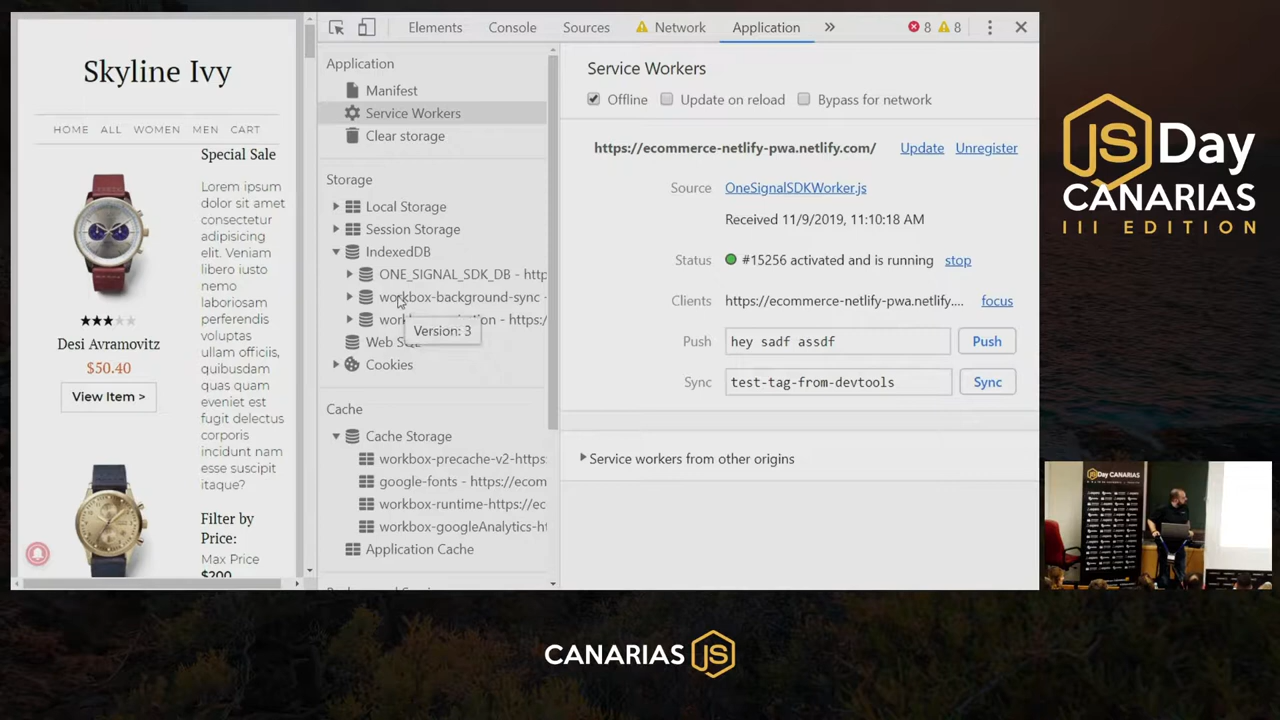 Skyline Ivy
HOME ALL WOMEN MEN CART
Special Sale
Lorem ipsum
dolor sit amet
consectetur
adipisicing
elit. Veniam
libero iusto
nemo
laboriosam
perferendis
voluptas
ullam officiis,
quibusdam
quas quam
eveniet est
fugit delectus
corporis
incidunt nam
esse suscipit
itaque?
Desi Avramovitz
$50.40
View Item >
Filter by
Price:
Max Price
$200
Elements Console Sources Network Application » 8 8
Application
Manifest
Service Workers
Clear storage
Storage
Local Storage
Session Storage
IndexedDB
ONE_SIGNAL_SDK_DB - http
workbox-background-sync -
Version: 3
Cookies
Cache
Cache Storage
workbox-precache-v2-https:
google-fonts - https://ecom
workbox-runtime-https://ec
workbox-googleAnalytics-ht
Application Cache
Service Workers
Offline Update on reload Bypass for network
https://ecommerce-netlify-pwa.netlify.com/ Update Unregister
Source OneSignalSDKWorker.js
Received 11/9/2019, 11:10:18 AM
Status #15256 activated and is running stop
Clients https://ecommerce-netlify-pwa.netlify.... focus
Push hey sadf assdf Push
Sync test-tag-from-devtools Sync
Service workers from other origins
JS Day
CANARIAS
III EDITION
JSDay CANARIAS
CANARIAS JS